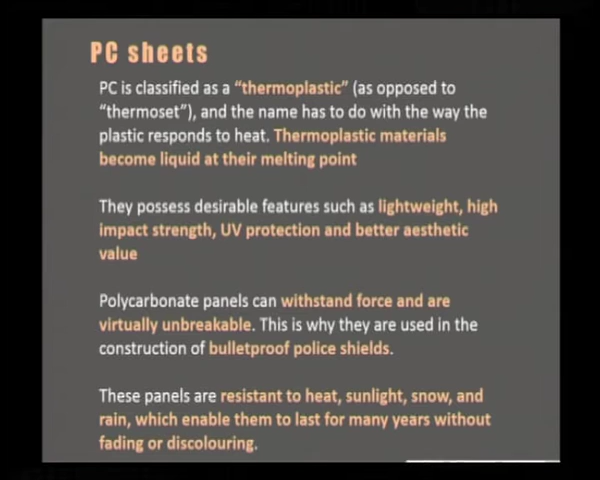 PC sheets
PC is classified as a “thermoplastic” (as opposed to
“thermoset”), and the name has to do with the way the
plastic responds to heat. Thermoplastic materials
become liquid at their melting point
They possess desirable features such as lightweight, high
impact strength, UV protection and better aesthetic
value
Polycarbonate panels can withstand force and are
virtually unbreakable. This is why they are used in the
construction of bulletproof police shields.
These panels are resistant to heat, sunlight, snow, and
rain, which enable them to last for many years without
fading or discolouring.